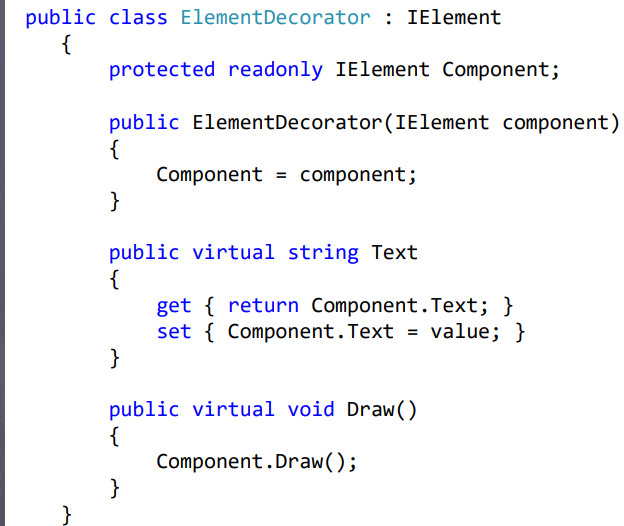 public class ElementDecorator : IElement
{
protected readonly IElement Component;
public ElementDecorator(IElement component)
{
Component = component;
}
public virtual string Text
{
get { return Component.Text; }
set { Component.Text = value; }
}
public virtual void Draw()
{
Component.Draw();
}
}